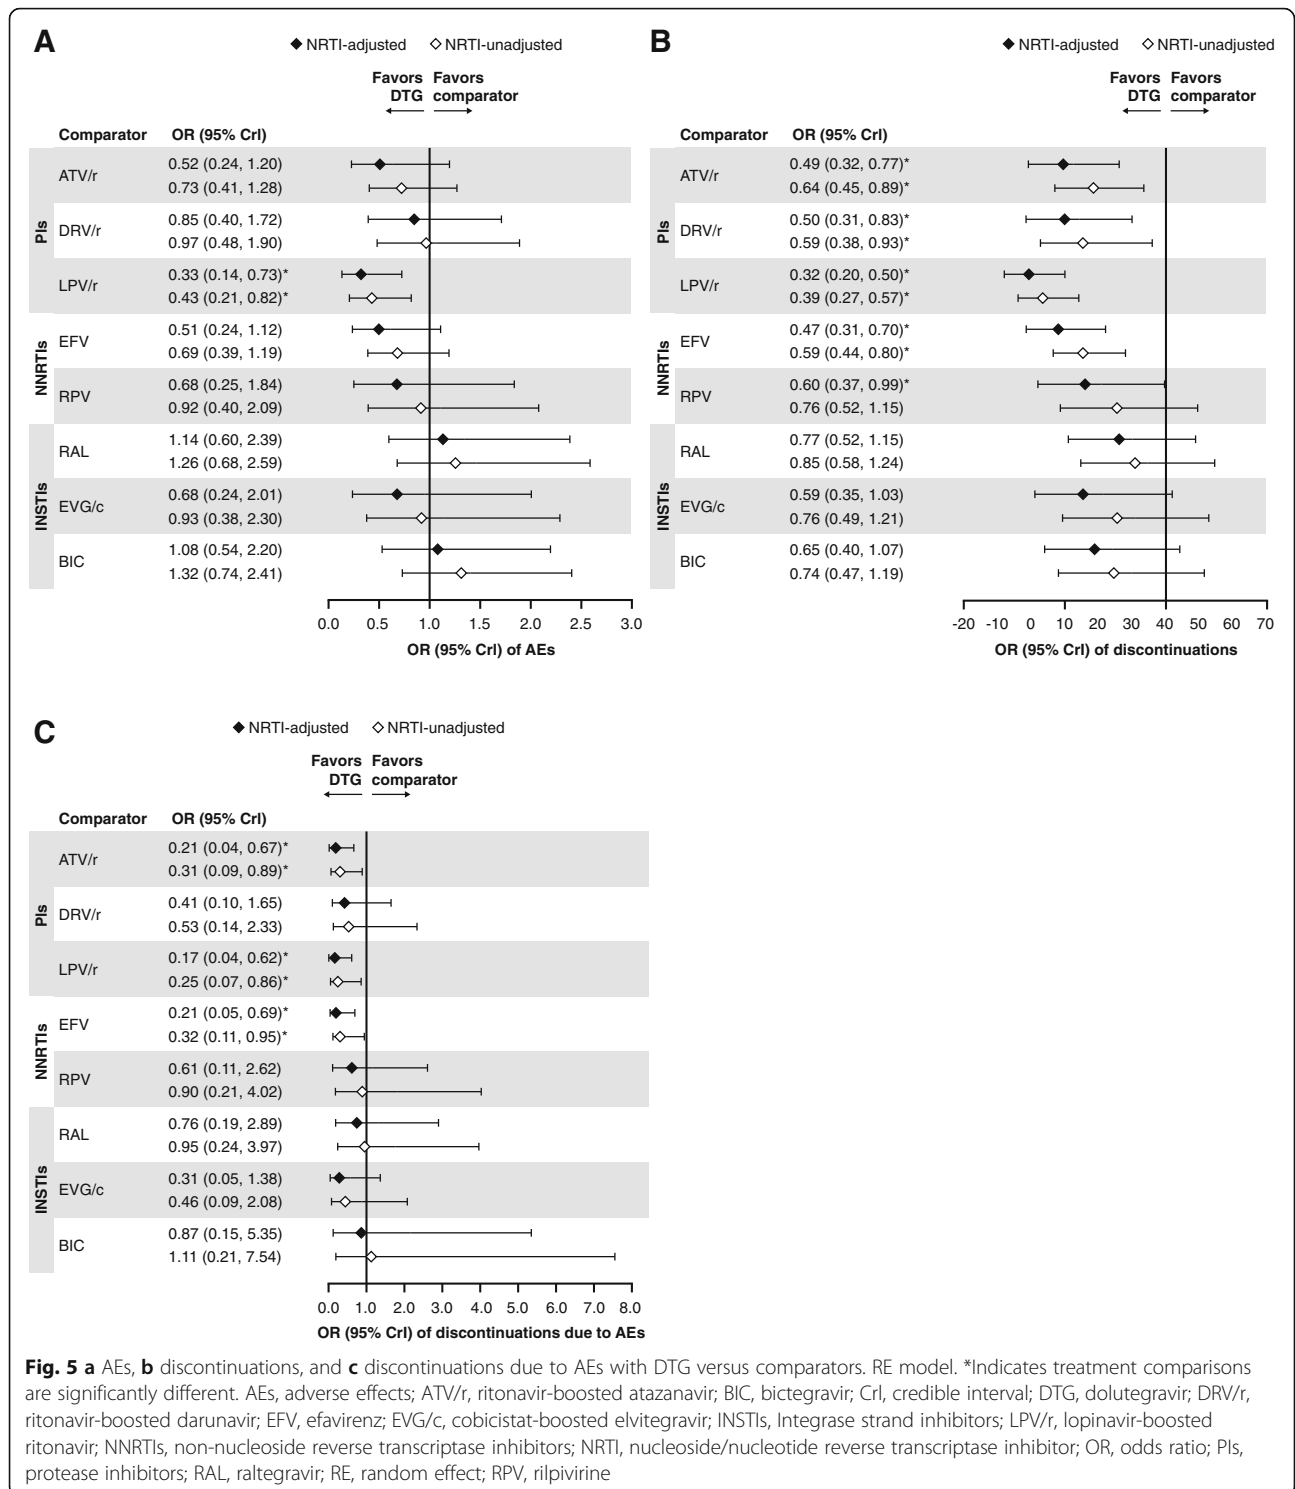 A
◆ NRTI-adjusted ◇ NRTI-unadjusted
Favors DTG
Favors comparator
Comparator OR (95% Crl)
PIs
ATV/r
0.52 (0.24, 1.20)
0.73 (0.41, 1.28)
DRV/r
0.85 (0.40, 1.72)
0.97 (0.48, 1.90)
LPV/r
0.33 (0.14, 0.73)*
0.43 (0.21, 0.82)*
NNRTIs
EFV
0.51 (0.24, 1.12)
0.69 (0.39, 1.19)
RPV
0.68 (0.25, 1.84)
0.92 (0.40, 2.09)
INSTIs
RAL
1.14 (0.60, 2.39)
1.26 (0.68, 2.59)
EVG/c
0.68 (0.24, 2.01)
0.93 (0.38, 2.30)
BIC
1.08 (0.54, 2.20)
1.32 (0.74, 2.41)
0.0 0.5 1.0 1.5 2.0 2.5 3.0
OR (95% Crl) of AEs
B
◆ NRTI-adjusted ◇ NRTI-unadjusted
Favors DTG
Favors comparator
Comparator OR (95% Crl)
PIs
ATV/r
0.49 (0.32, 0.77)*
0.64 (0.45, 0.89)*
DRV/r
0.50 (0.31, 0.83)*
0.59 (0.38, 0.93)*
LPV/r
0.32 (0.20, 0.50)*
0.39 (0.27, 0.57)*
NNRTIs
EFV
0.47 (0.31, 0.70)*
0.59 (0.44, 0.80)*
RPV
0.60 (0.37, 0.99)*
0.76 (0.52, 1.15)
INSTIs
RAL
0.77 (0.52, 1.15)
0.85 (0.58, 1.24)
EVG/c
0.59 (0.35, 1.03)
0.76 (0.49, 1.21)
BIC
0.65 (0.40, 1.07)
0.74 (0.47, 1.19)
-20 -10 0 10 20 30 40 50 60 70
OR (95% Crl) of discontinuations
C
◆ NRTI-adjusted ◇ NRTI-unadjusted
Favors DTG
Favors comparator
Comparator OR (95% Crl)
PIs
ATV/r
0.21 (0.04, 0.67)*
0.31 (0.09, 0.89)*
DRV/r
0.41 (0.10, 1.65)
0.53 (0.14, 2.33)
LPV/r
0.17 (0.04, 0.62)*
0.25 (0.07, 0.86)*
NNRTIs
EFV
0.21 (0.05, 0.69)*
0.32 (0.11, 0.95)*
RPV
0.61 (0.11, 2.62)
0.90 (0.21, 4.02)
INSTIs
RAL
0.76 (0.19, 2.89)
0.95 (0.24, 3.97)
EVG/c
0.31 (0.05, 1.38)
0.46 (0.09, 2.08)
BIC
0.87 (0.15, 5.35)
1.11 (0.21, 7.54)
0.0 1.0 2.0 3.0 4.0 5.0 6.0 7.0 8.0
OR (95% Crl) of discontinuations due to AEs
Fig. 5 a AEs, b discontinuations, and c discontinuations due to AEs with DTG versus comparators. RE model. *Indicates treatment comparisons
are significantly different. AEs, adverse effects; ATV/r, ritonavir-boosted atazanavir; BIC, bictegravir; Crl, credible interval; DTG, dolutegravir; DRV/r,
ritonavir-boosted darunavir; EFV, efavirenz; EVG/c, cobicistat-boosted elvitegravir; INSTIs, Integrase strand inhibitors; LPV/r, lopinavir-boosted
ritonavir; NNRTIs, non-nucleoside reverse transcriptase inhibitors; NRTI, nucleoside/nucleotide reverse transcriptase inhibitor; OR, odds ratio; PIs,
protease inhibitors; RAL, raltegravir; RE, random effect; RPV, rilpivirine